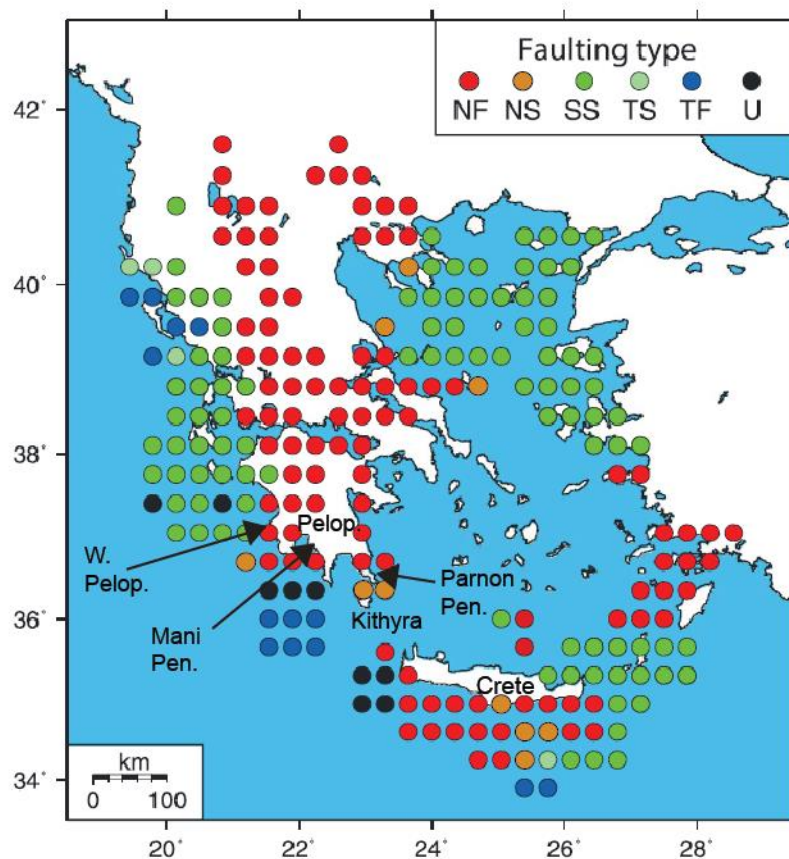 Faulting type
NF NS SS TS TF U
42°
40°
38°
36°
34°
Pelop.
W.
Pelop.
Mani
Pen.
Parnon
Pen.
Kithyra
Crete
km
0 100
20° 22° 24° 26° 28°